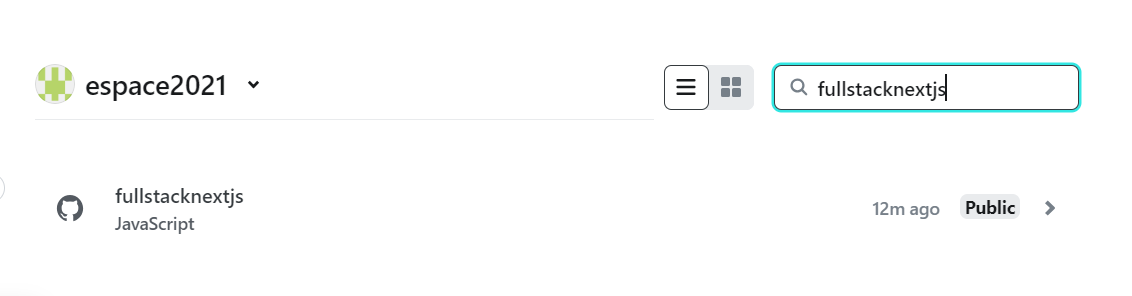 espace2021
fullstacknextjs
fullstacknextjs
JavaScript
12m ago
Public